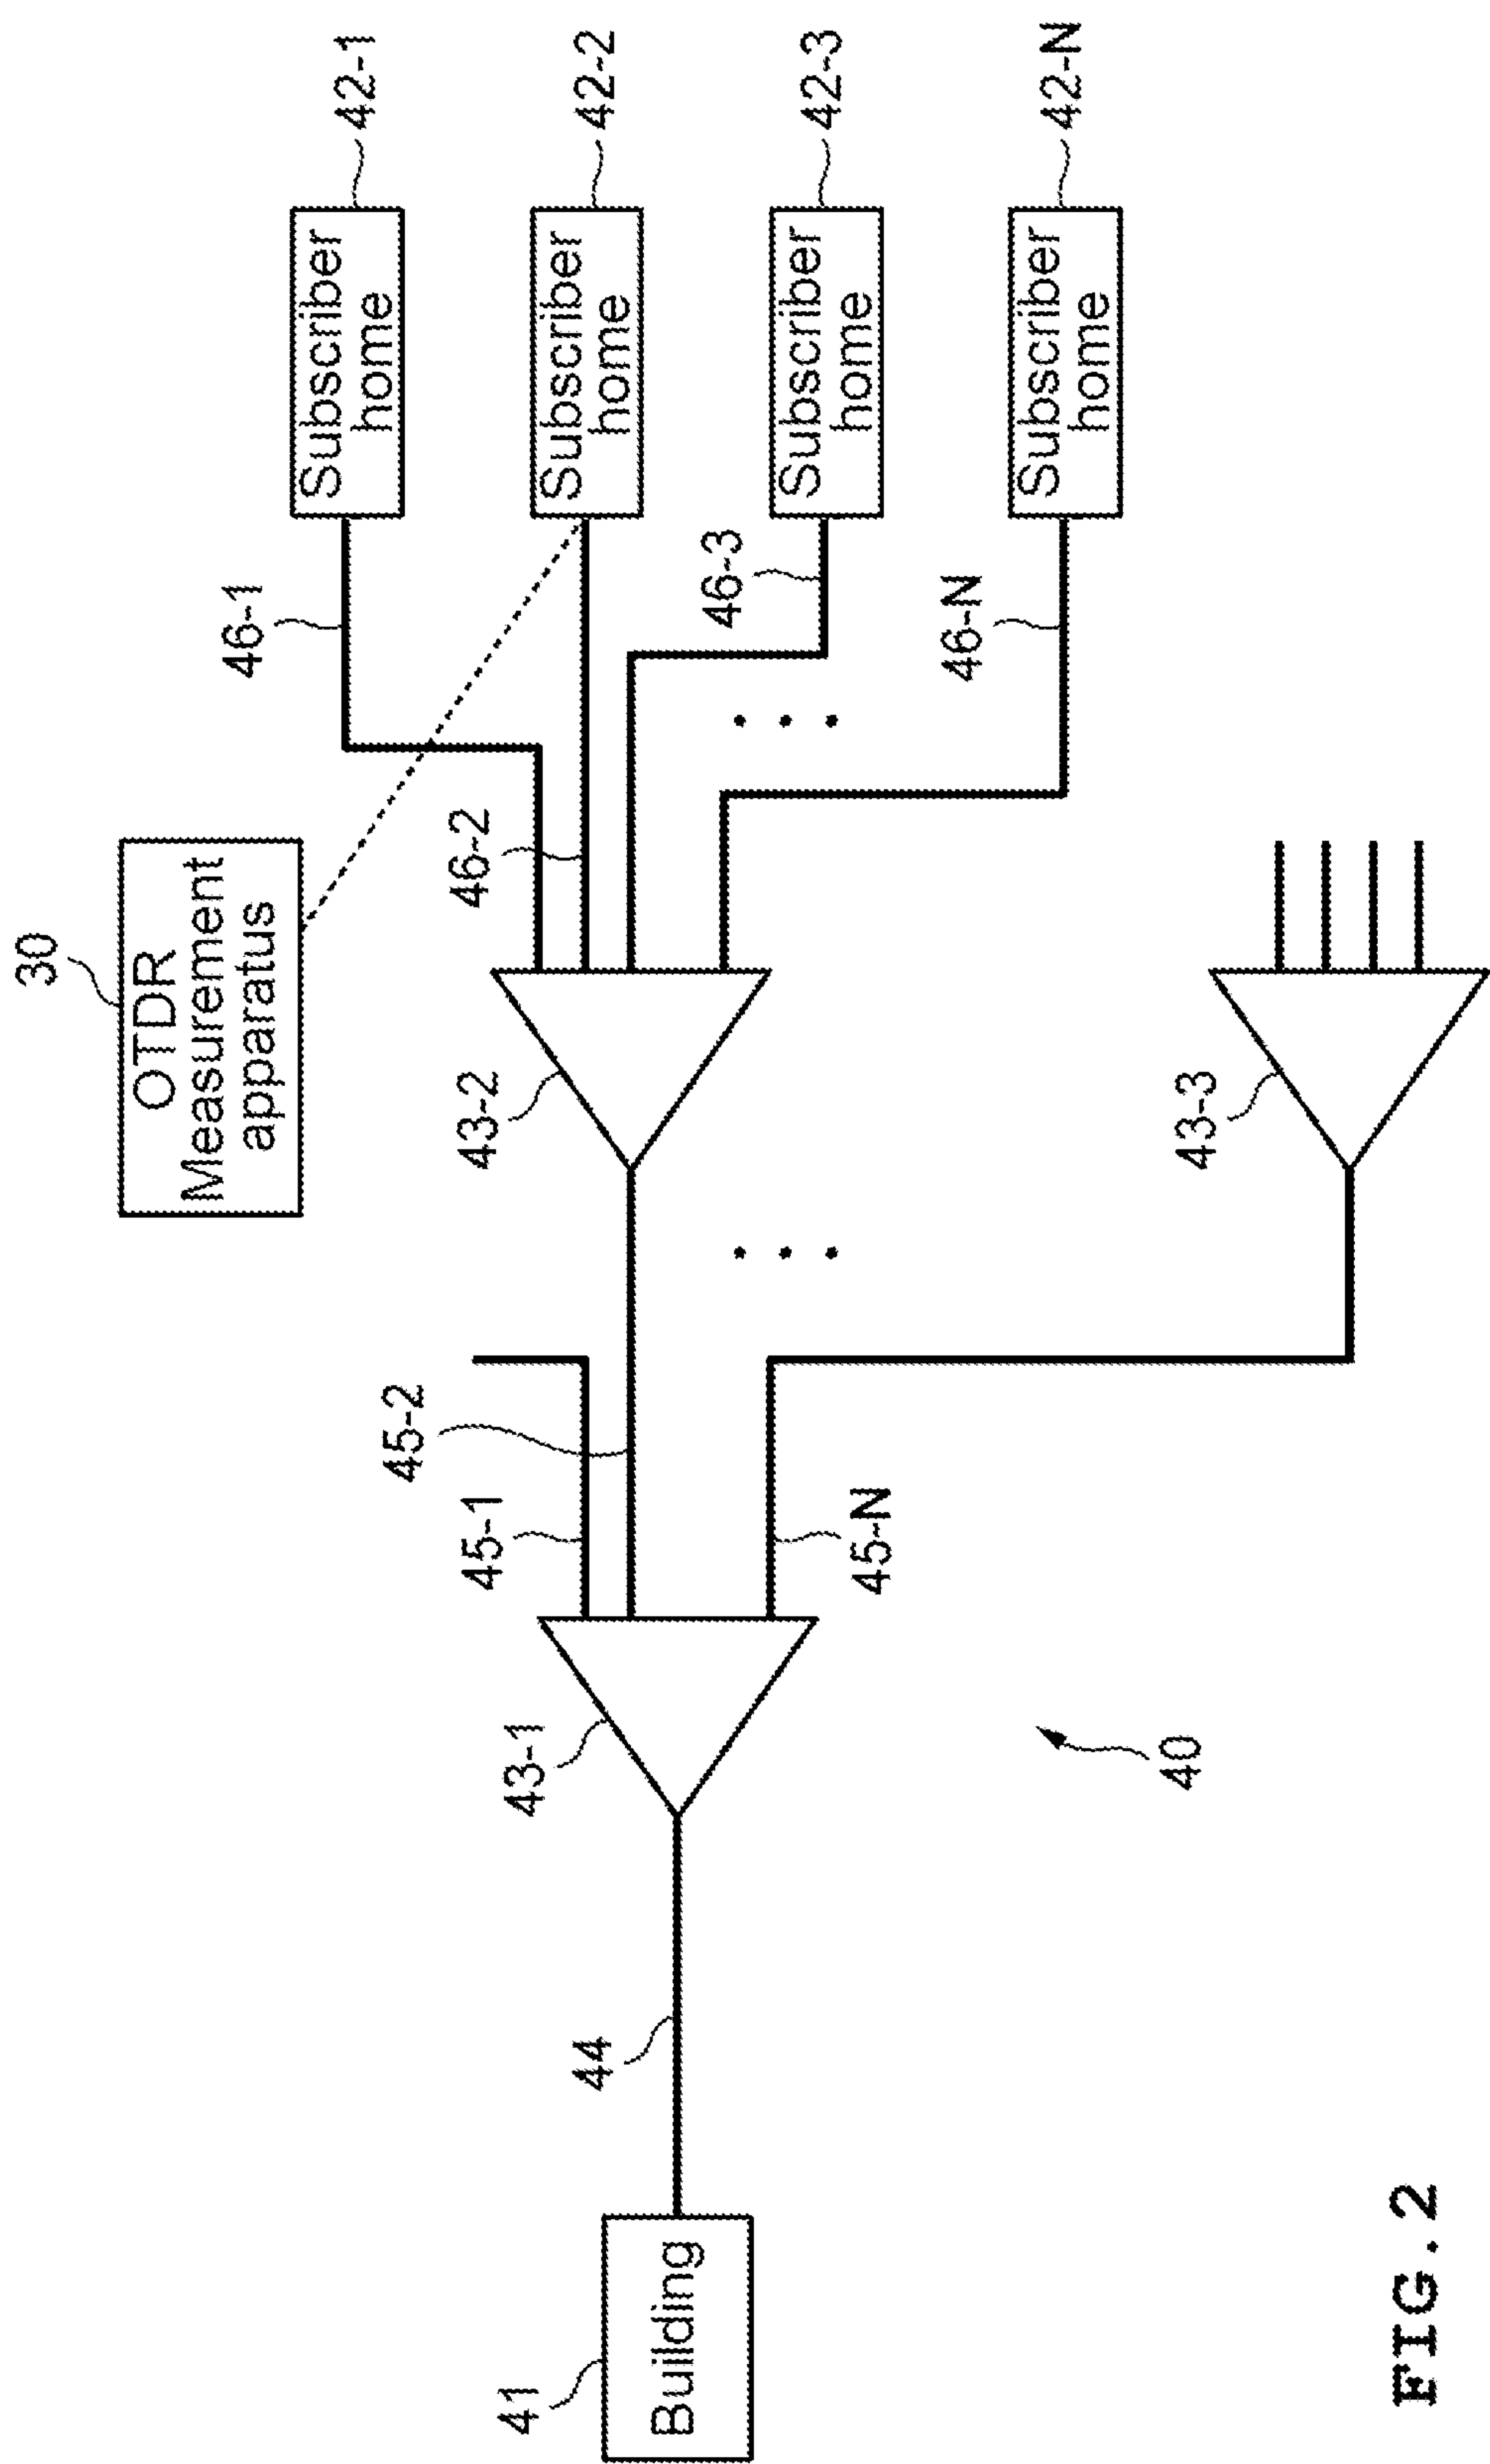 30
OTDR
Measurement
apparatus
46-1
42-1
Subscriber
home
42-2
Subscriber
home
46-2
46-3
42-3
Subscriber
home
46-N
42-N
Subscriber
home
43-2
43-3
45-2
45-1
45-N
43-1
44
41
Building
40
FIG.2